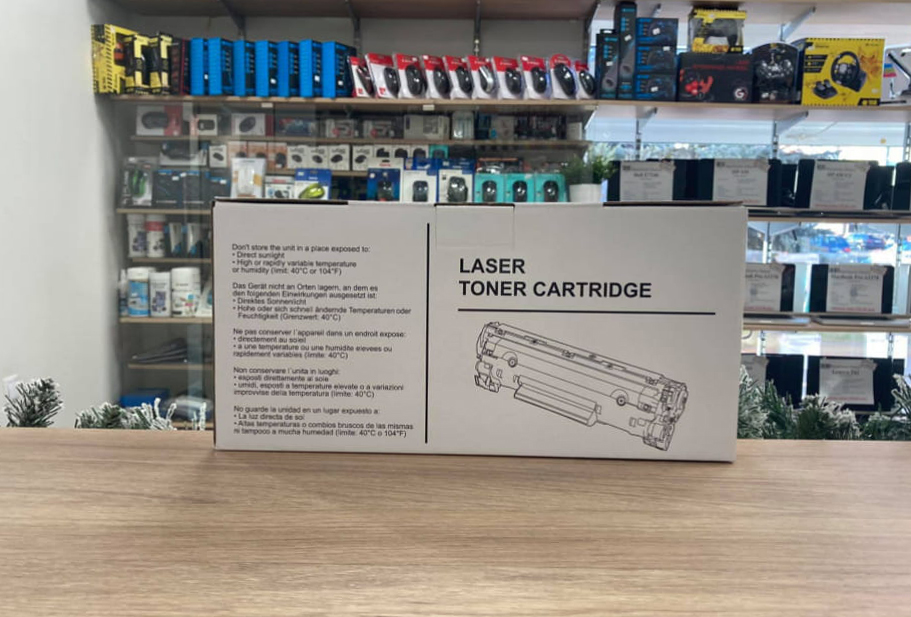 Don't store the unit in a place exposed to:
• Direct sunlight
• High or rapidly variable temperature
or humidity (limit: 40°C or 104°F)
Das Gerät nicht an Orten lagern, an dem es
den folgenden Einwirkungen ausgesetzt ist:
• Direktes Sonnenlicht
• Hohe oder sich schnell ändernde Temperaturen oder
Feuchtigkeit (Grenzwert: 40°C)
Ne pas conserver l'appareil dans un endroit expose:
• directement au soleil
• a une temperature ou une humidite elevees ou
rapidement variables (limite: 40°C)
Non conservare l'unita in luoghi:
• esposti direttamente al sole
• umidi, esposti a temperature elevate o a variazioni
improvvise della temperatura (limite: 40°C)
No guarde la unidad en un lugar expuesto a:
• La luz directa de sol
• Altas temperaturas o combios bruscos de las mismas
ni tampoco a mucha humedad (limite: 40°C o 104°F)
LASER
TONER CARTRIDGE